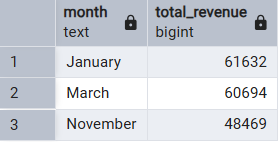 month total_revenue
text bigint
1 January 61632
2 March 60694
3 November 48469